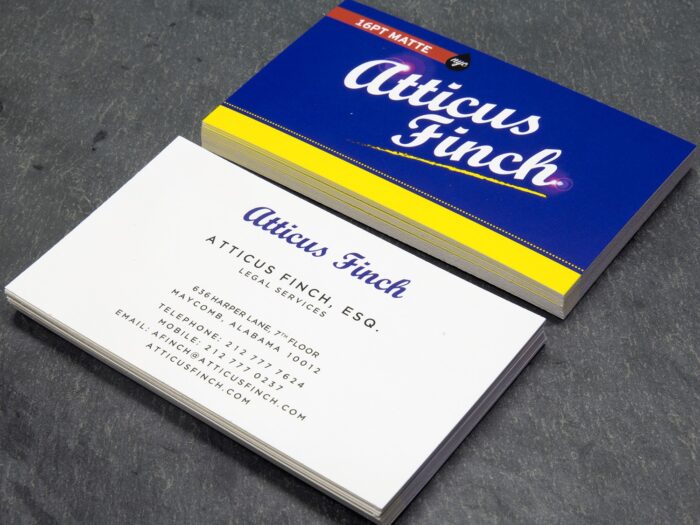 16PT MATTE
nyc
Atticus
Finch
Atticus Finch
ATTICUS FINCH, ESQ.
LEGAL SERVICES
636 HARPER LANE, 7TH FLOOR
MAYCOMB, ALABAMA 10012
TELEPHONE: 212 777 7624
MOBILE: 212 777 0237
EMAIL: AFINCH@ATTICUSFINCH.COM
ATTICUSFINCH.COM